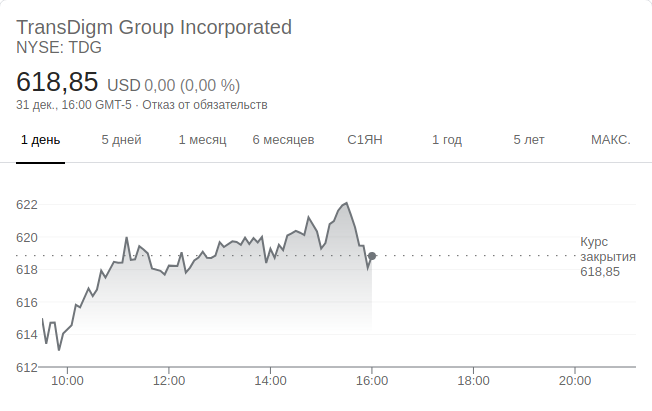 TransDigm Group Incorporated
NYSE: TDG
618,85 USD 0,00 (0,00 %)
31 дек., 16:00 GMT-5 · Отказ от обязательств
1 день 5 дней 1 месяц 6 месяцев С1ЯН 1 год 5 лет МАКС.
622
620
618
616
614
612
Курс
закрытия
618,85
10:00 12:00 14:00 16:00 18:00 20:00